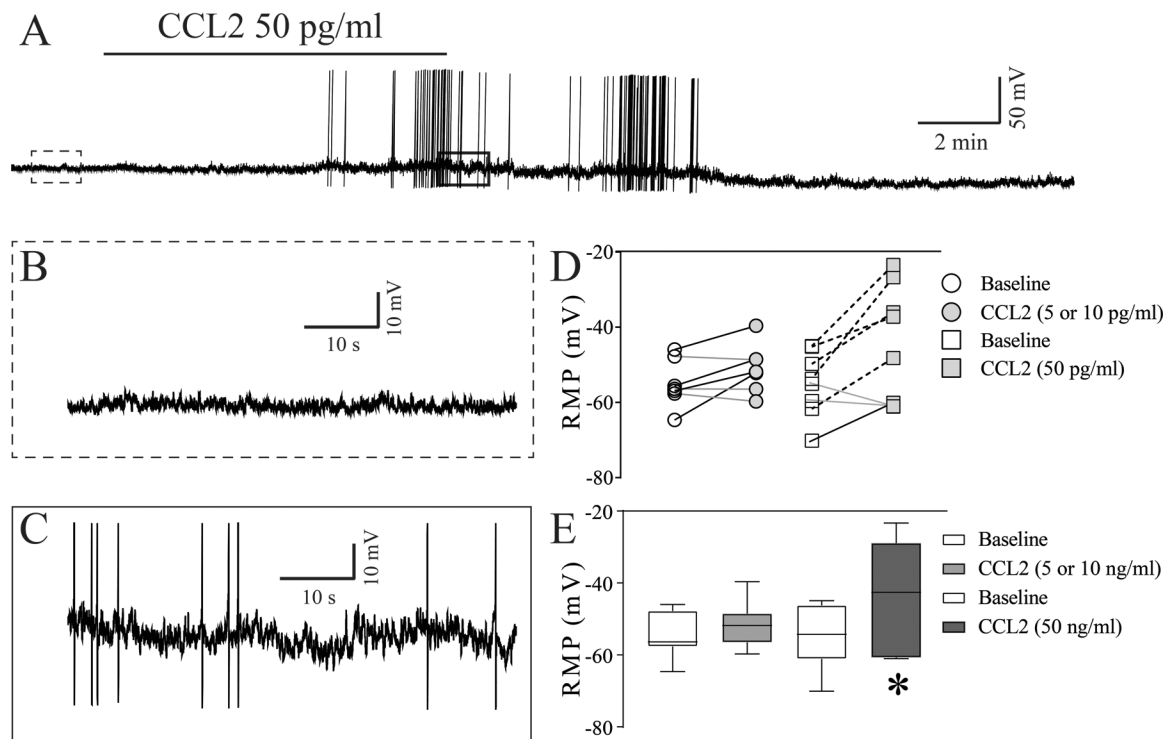 A
CCL2 50 pg/ml
50 mV
2 min
B
10 mV
10 s
C
10 mV
10 s
D
RMP (mV)
-20
-40
-60
-80
Baseline
CCL2 (5 or 10 pg/ml)
Baseline
CCL2 (50 pg/ml)
E
RMP (mV)
-20
-40
-60
-80
*
Baseline
CCL2 (5 or 10 ng/ml)
Baseline
CCL2 (50 ng/ml)